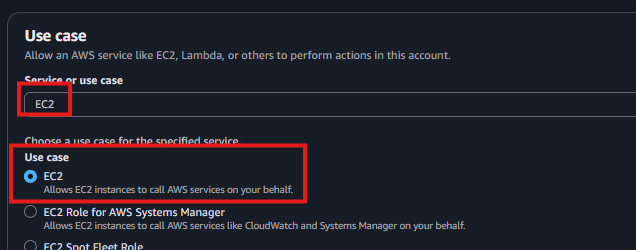 Use case
Allow an AWS service like EC2, Lambda, or others to perform actions in this account.
Service or use case
EC2
Choose a use case for the specified service.
Use case
EC2
Allows EC2 instances to call AWS services on your behalf.
EC2 Role for AWS Systems Manager
Allows EC2 instances to call AWS services like CloudWatch and Systems Manager on your behalf.
EC2 Spot Fleet Role